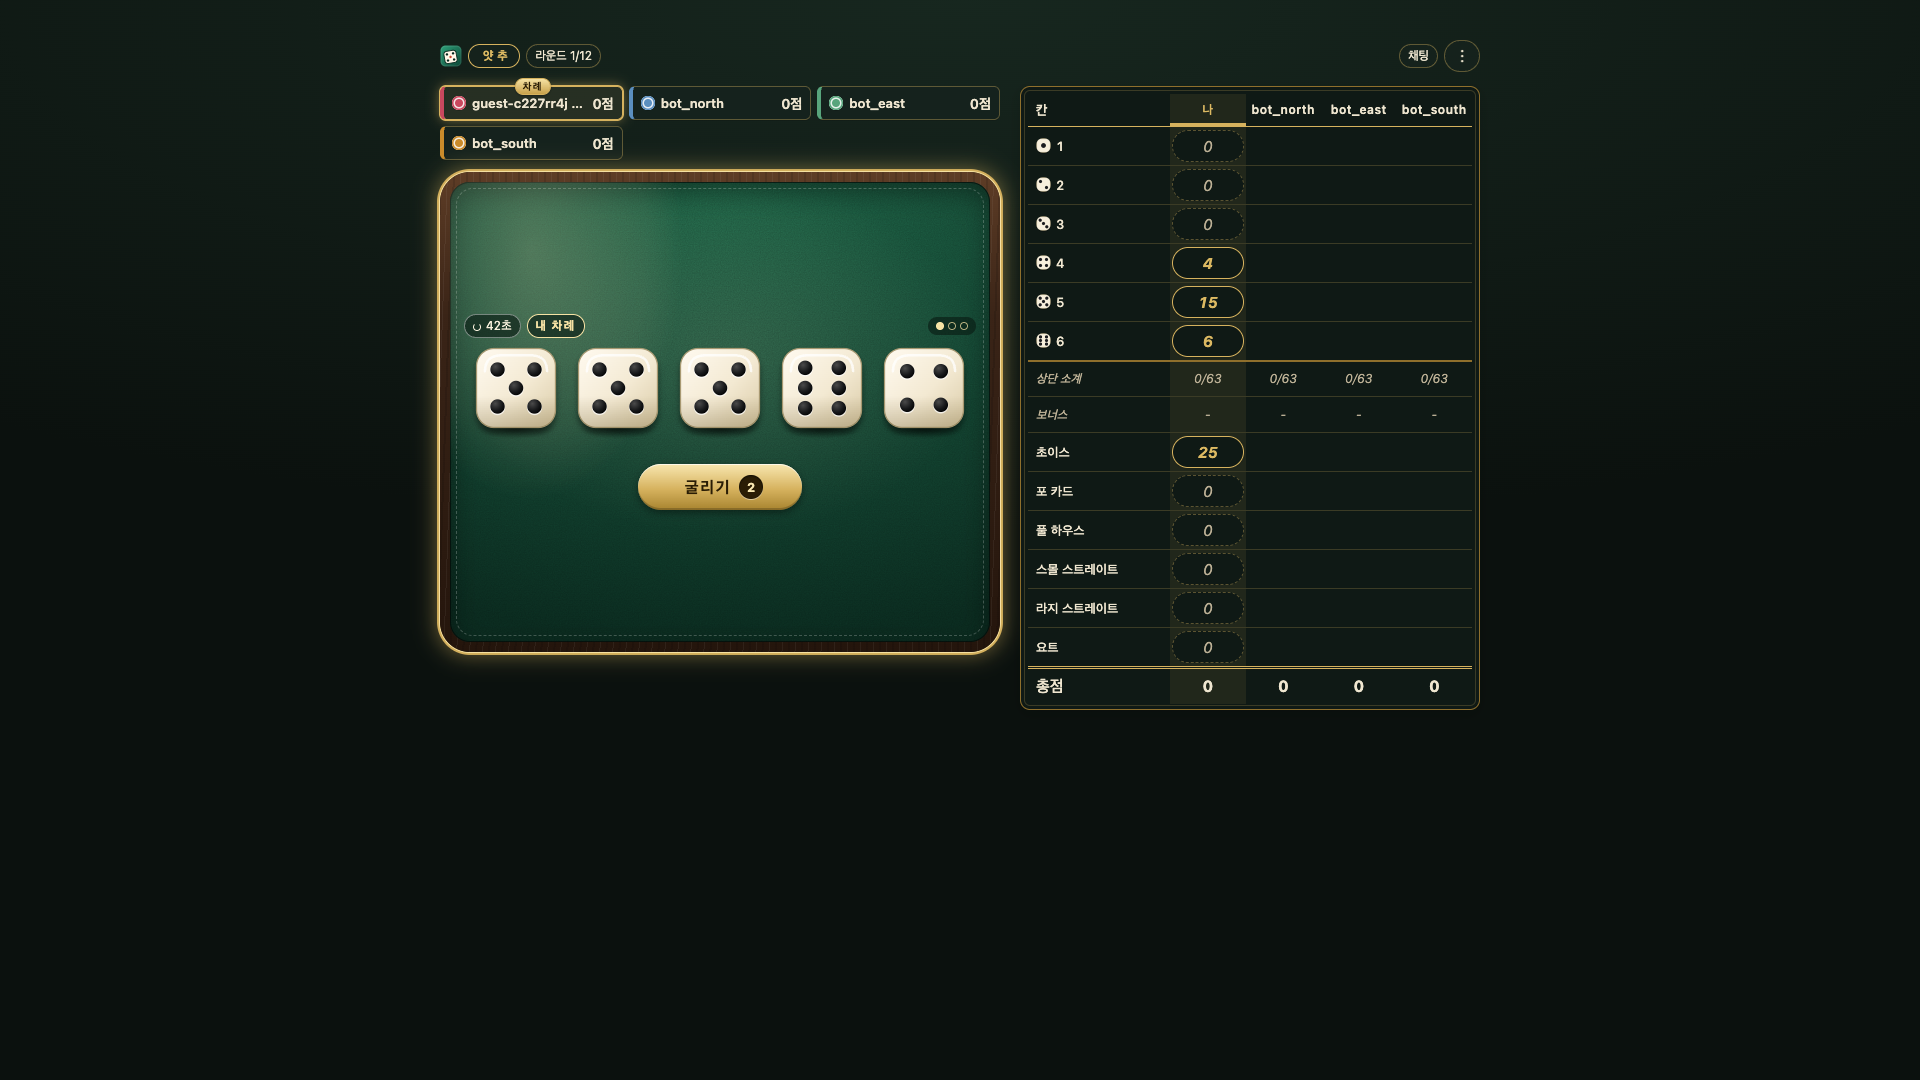 얏 추
라운드 1/12
채팅
차례
guest-c227rr4j ... 0점
bot_north 0점
bot_east 0점
bot_south 0점
42초
내 차례
굴리기 2
칸 나 bot_north bot_east bot_south
1 0
2 0
3 0
4 4
5 15
6 6
상단 소계 0/63 0/63 0/63 0/63
보너스 - - - -
초이스 25
포 카드 0
풀 하우스 0
스몰 스트레이트 0
라지 스트레이트 0
요트 0
총점 0 0 0 0